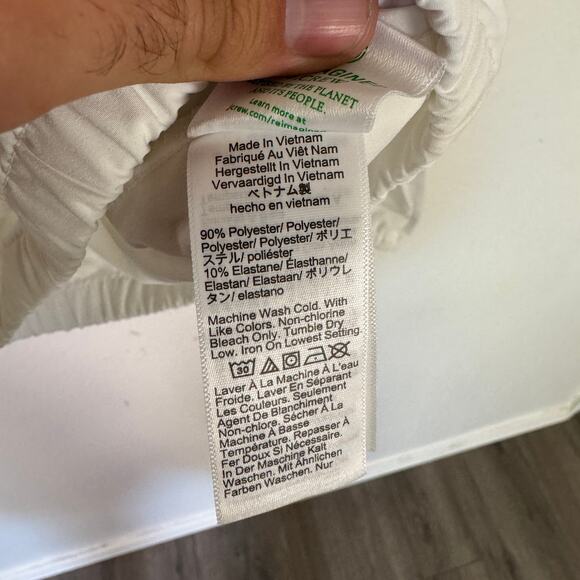 CREW
THE PLANET
AND ITS PEOPLE.
Learn more at
jcrew.com/reimagine
Made In Vietnam
Fabriqué Au Viêt Nam
Hergestellt In Vietnam
Vervaardigd In Vietnam
ベトナム製
hecho en vietnam
90% Polyester/ Polyester/
Polyester/ Polyester/ ポリエ
ステル/ poliéster
10% Elastane/ Élasthanne/
Elastan/ Elastaan/ ポリウレ
タン/ elastano
Machine Wash Cold. With
Like Colors. Non-chlorine
Bleach Only. Tumble Dry
Low. Iron On Lowest Setting.
30
Laver À La Machine À L'eau
Froide. Laver En Séparant
Les Couleurs. Seulement
Agent De Blanchiment
Non-chlore. Sécher À La
Machine À Basse
Température. Repasser À
Fer Doux Si Nécessaire.
In Der Maschine Kalt
Waschen. Mit Ähnlichen
Farben Waschen. Nur